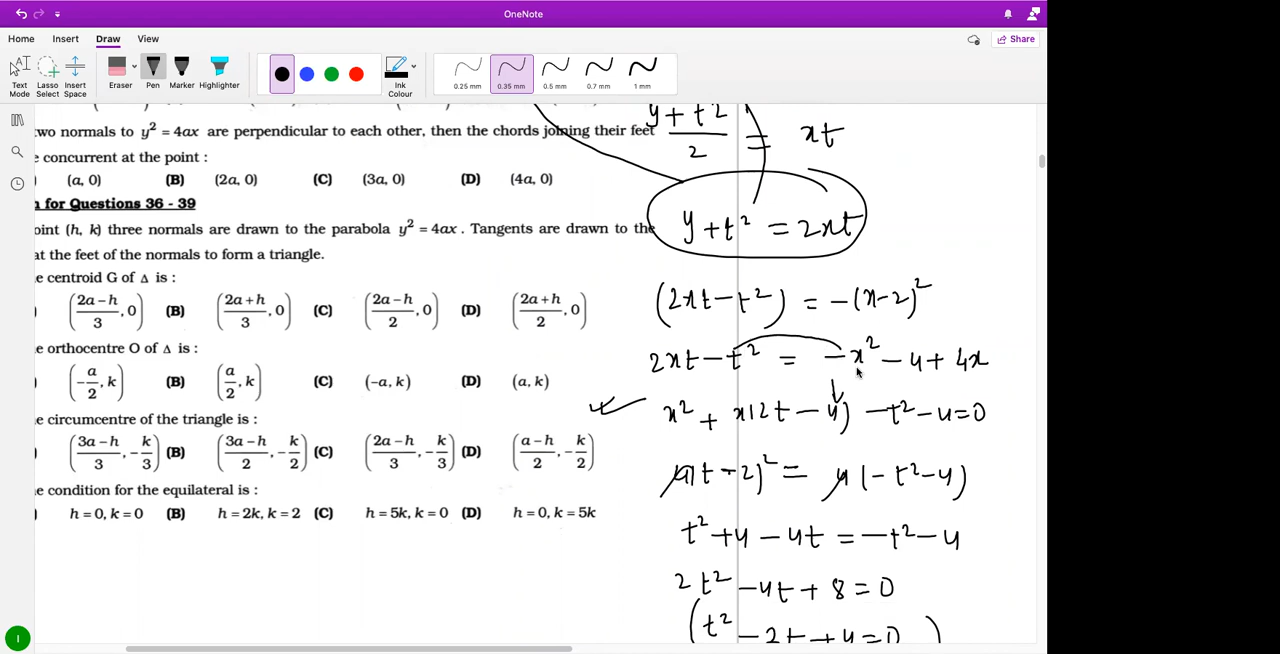 OneNote
Home Insert Draw View
Share
Text Mode
Lasso Select
Insert Space
Eraser
Pen
Marker
Highlighter
Ink Colour
0.25 mm
0.35 mm
0.5 mm
0.7 mm
1 mm
two normals to y² = 4ax are perpendicular to each other, then the chords joining their feet
e concurrent at the point :
(a, 0) (B) (2a, 0) (C) (3a, 0) (D) (4a, 0)
n for Questions 36 - 39
oint (h, k) three normals are drawn to the parabola y² = 4ax . Tangents are drawn to the
at the feet of the normals to form a triangle.
e centroid G of Δ is :
((2a−h)/3, 0) (B) ((2a+h)/3, 0) (C) ((2a−h)/2, 0) (D) ((2a+h)/2, 0)
e orthocentre O of Δ is :
(−a/2, k) (B) (a/2, k) (C) (−a, k) (D) (a, k)
e circumcentre of the triangle is :
((3a−h)/3, −k/3) (B) ((3a−h)/2, −k/2) (C) ((2a−h)/3, −k/3) (D) ((a−h)/2, −k/2)
e condition for the equilateral is :
h = 0, k = 0 (B) h = 2k, k = 2 (C) h = 5k, k = 0 (D) h = 0, k = 5k
(y + t²)/2 = xt
y + t² = 2xt
(2xt − t²) = −(x−2)²
2xt − t² = −x² − 4 + 4x
x² + x(2t − 4) − t² − 4 = 0
4(t − 2)² = 4(−t² − 4)
t² + 4 − 4t = −t² − 4
2t² − 4t + 8 = 0
(t² − 2t + 4 = 0)